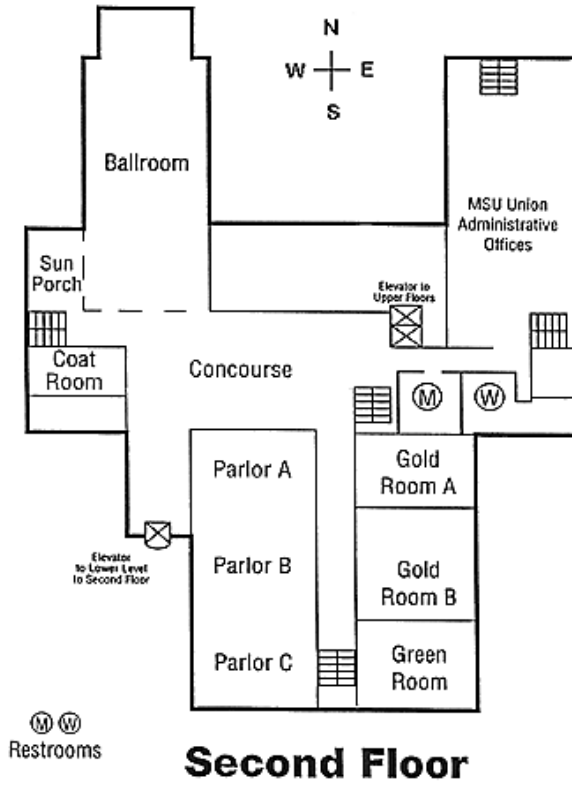 N
W E
S
Ballroom
MSU Union
Administrative
Offices
Sun
Porch
Elevator to
Upper Floors
Coat
Room
Concourse
M
W
Parlor A
Gold
Room A
Elevator
to Lower Level
to Second Floor
Parlor B
Gold
Room B
Parlor C
Green
Room
M W
Restrooms
Second Floor